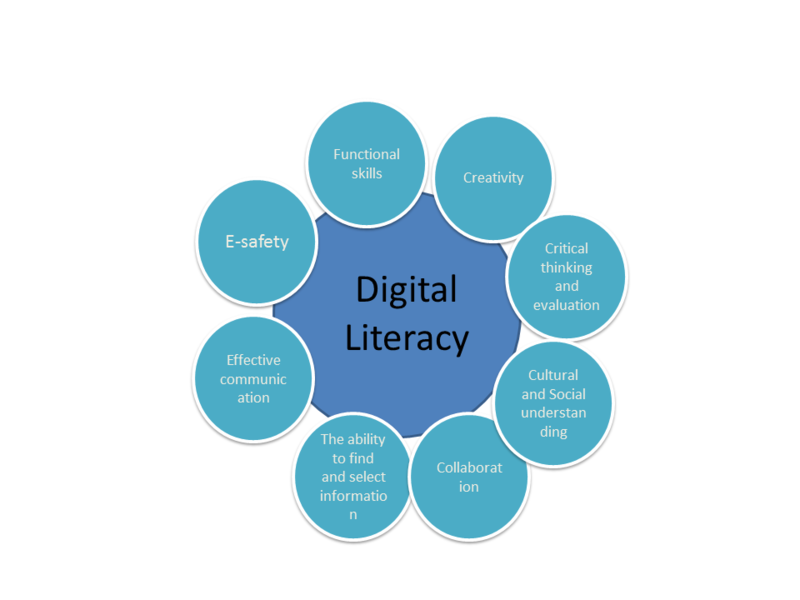 Functional
skills
Creativity
E-safety
Critical
thinking
and
evaluation
Digital
Literacy
Effective
communic
ation
Cultural
and Social
understan
ding
The ability
to find
and select
informatio
n
Collaborat
ion